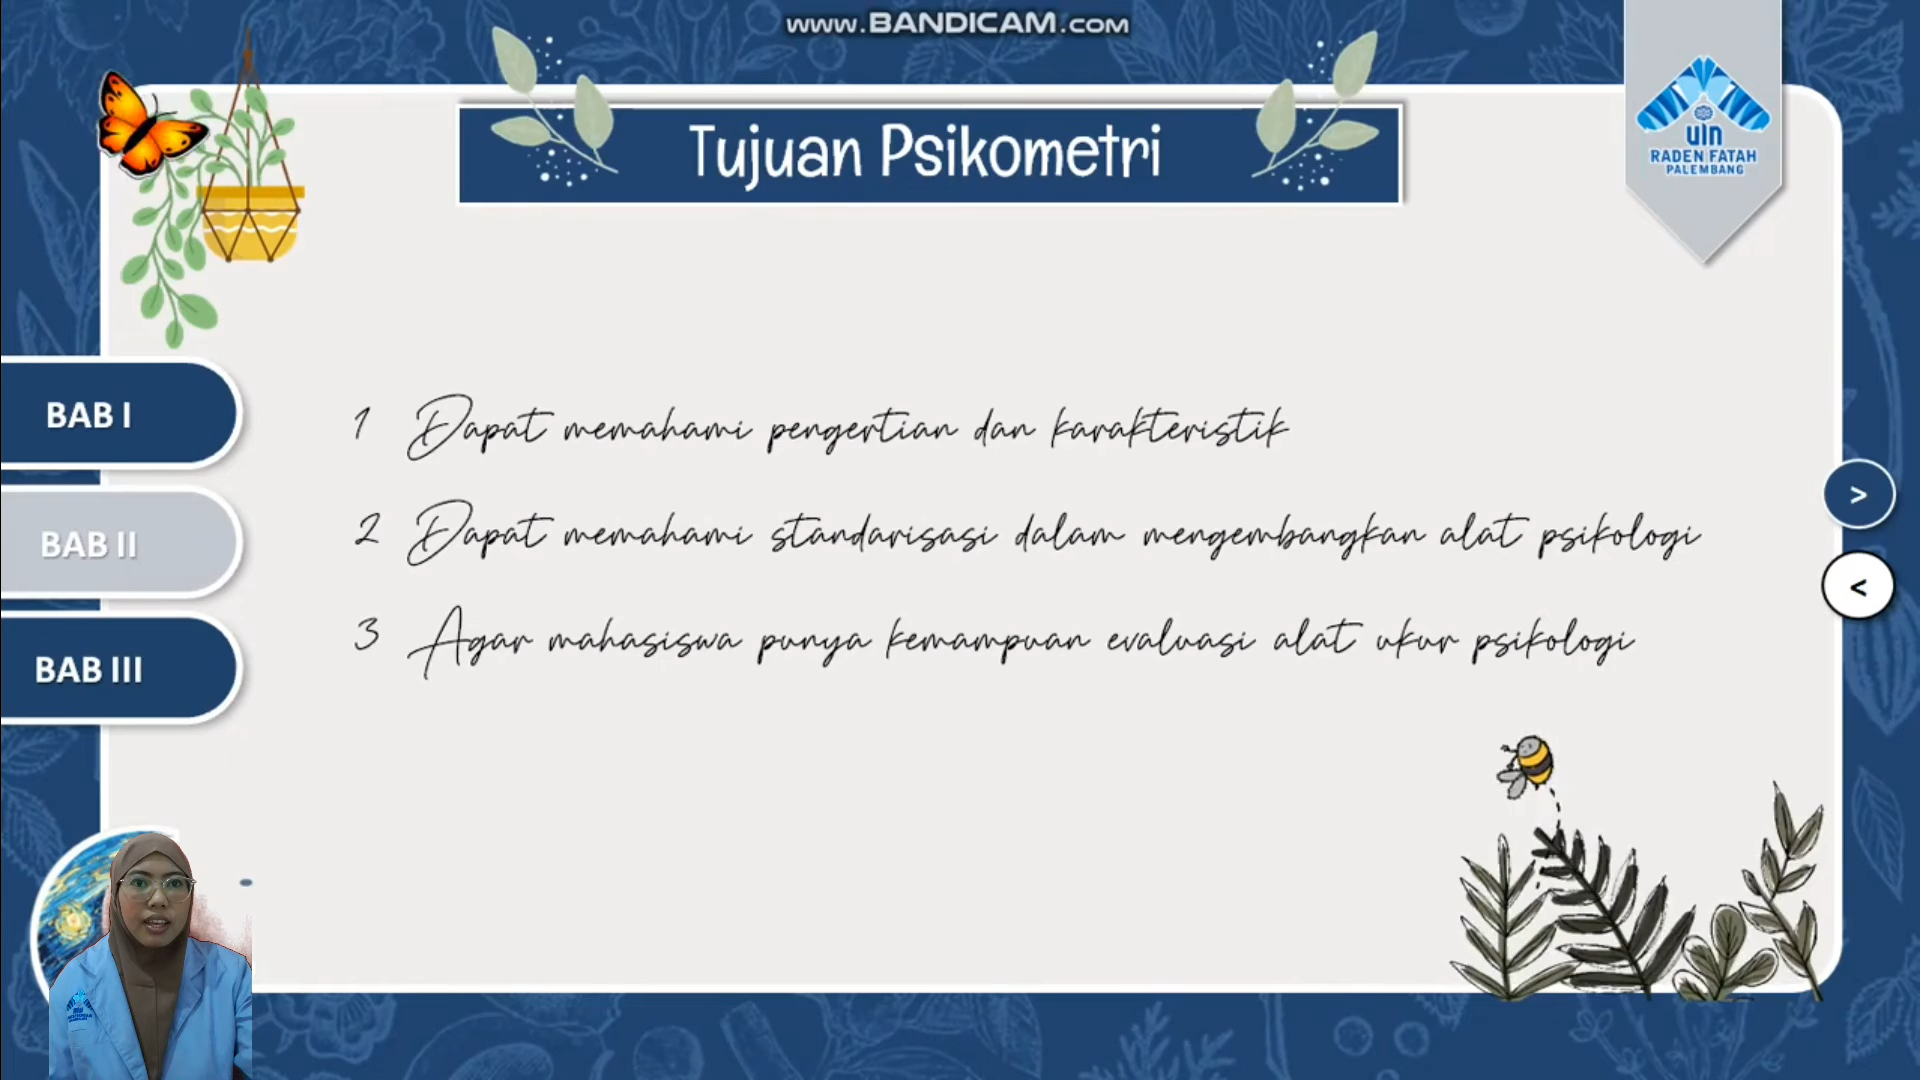 www.BANDICAM.com
Tujuan Psikometri
uin
RADEN FATAH
PALEMBANG
BAB I
BAB II
BAB III
1 Dapat memahami pengertian dan karakteristik
2 Dapat memahami standarisasi dalam mengembangkan alat psikologi
3 Agar mahasiswa punya kemampuan evaluasi alat ukur psikologi
>
<